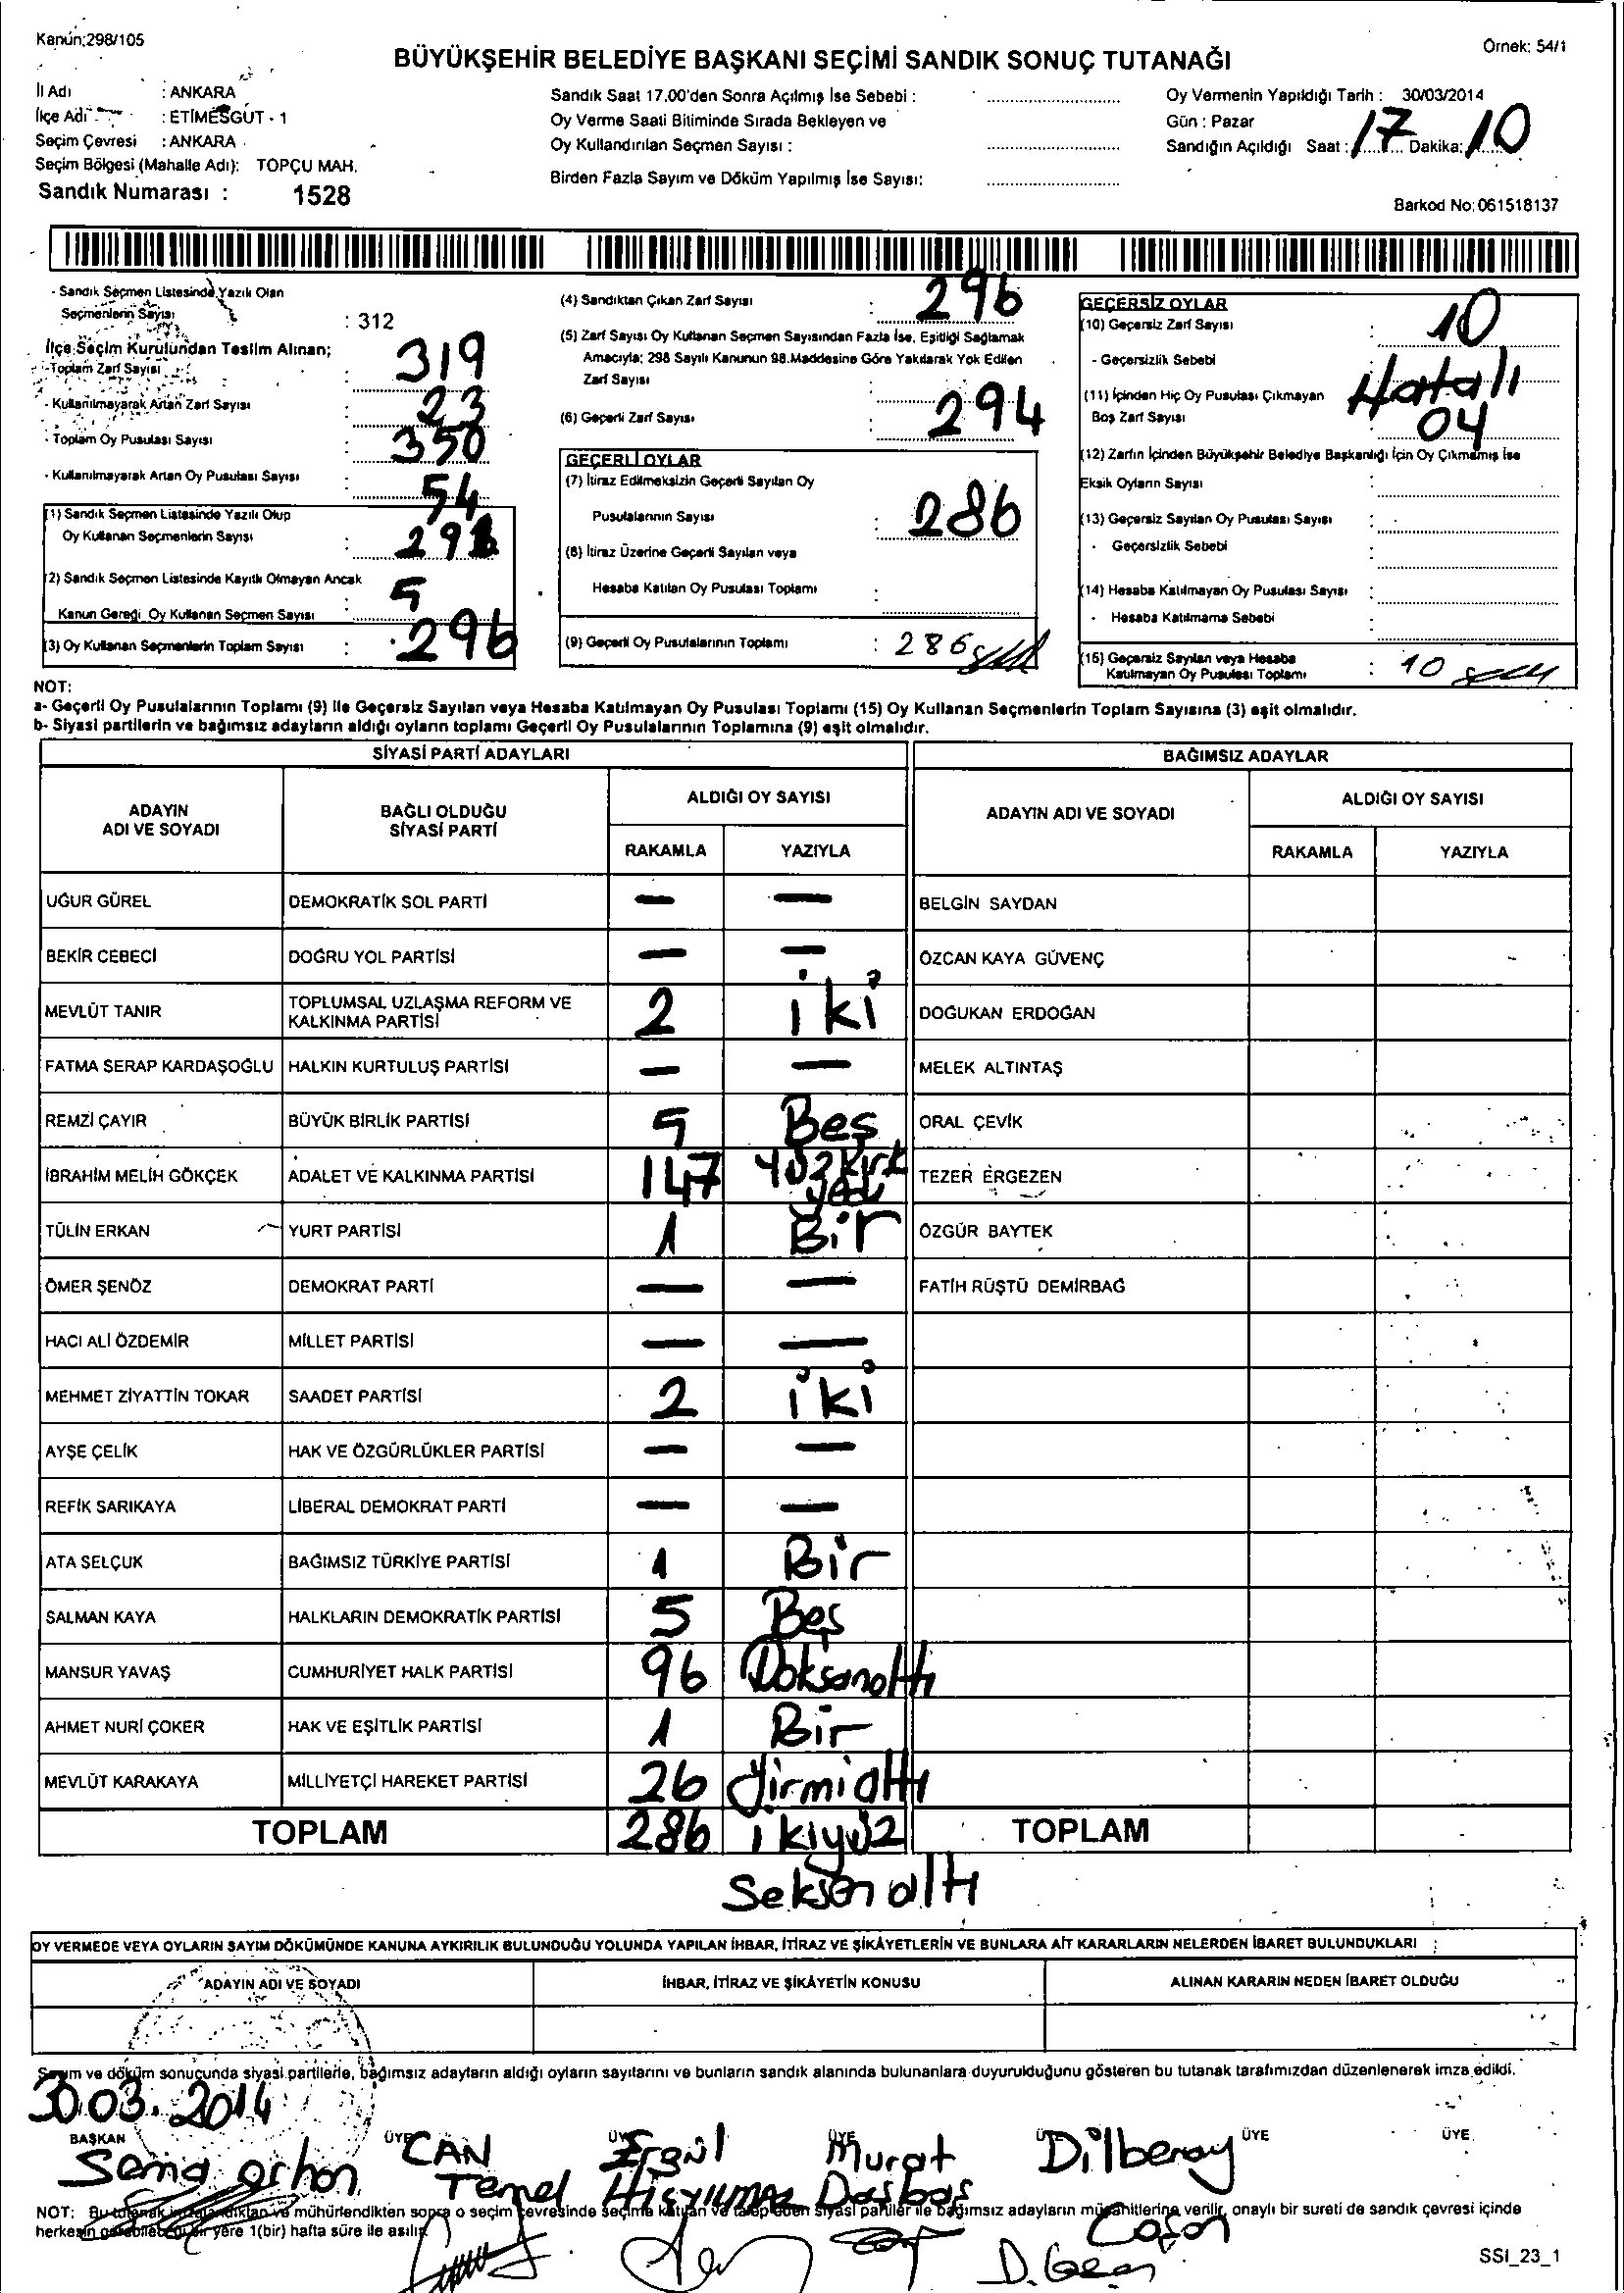 Kanun:298/105
Örnek: 54/1
BÜYÜKŞEHİR BELEDİYE BAŞKANI SEÇİMİ SANDIK SONUÇ TUTANAĞI
İl Adı : ANKARA
İlçe Adı : ETİMESGUT - 1
Seçim Çevresi : ANKARA
Seçim Bölgesi (Mahalle Adı): TOPÇU MAH.
Sandık Numarası : 1528
Sandık Saat 17.00'den Sonra Açılmış İse Sebebi :
Oy Verme Saati Bitiminde Sırada Bekleyen ve
Oy Kullandırılan Seçmen Sayısı :
Birden Fazla Sayım ve Döküm Yapılmış İse Sayısı:
Oy Vermenin Yapıldığı Tarih : 30/03/2014
Gün : Pazar
Sandığın Açıldığı Saat : 17 Dakika: 10
Barkod No: 061518137
- Sandık Seçmen Listesinde Yazılı Olan
Seçmenlerin Sayısı : 312
İlçe Seçim Kurulundan Teslim Alınan;
- Toplam Zarf Sayısı : 319
- Kullanılmayarak Artan Zarf Sayısı : 23
- Toplam Oy Pusulası Sayısı : 350
- Kullanılmayarak Artan Oy Pusulası Sayısı : 54
(1) Sandık Seçmen Listesinde Yazılı Olup
Oy Kullanan Seçmenlerin Sayısı :
(2) Sandık Seçmen Listesinde Kayıtlı Olmayan Ancak
Kanun Gereği Oy Kullanan Seçmen Sayısı : 5
(3) Oy Kullanan Seçmenlerin Toplam Sayısı : 296
(4) Sandıktan Çıkan Zarf Sayısı : 296
(5) Zarf Sayısı Oy Kullanan Seçmen Sayısından Fazla İse, Eşitliği Sağlamak
Amacıyla; 298 Sayılı Kanunun 98.Maddesine Göre Yakılarak Yok Edilen
Zarf Sayısı :
(6) Geçerli Zarf Sayısı : 294
GEÇERLİ OYLAR
(7) İtiraz Edilmeksizin Geçerli Sayılan Oy
Pusulalarının Sayısı : 286
(8) İtiraz Üzerine Geçerli Sayılan veya
Hesaba Katılan Oy Pusulası Toplamı :
(9) Geçerli Oy Pusulalarının Toplamı : 286
GEÇERSİZ OYLAR
(10) Geçersiz Zarf Sayısı : 10
- Geçersizlik Sebebi : Hatalı
(11) İçinden Hiç Oy Pusulası Çıkmayan
Boş Zarf Sayısı : 04
(12) Zarfın İçinden Büyükşehir Belediye Başkanlığı İçin Oy Çıkmamış İse
Eksik Oyların Sayısı :
(13) Geçersiz Sayılan Oy Pusulası Sayısı :
- Geçersizlik Sebebi :
(14) Hesaba Katılmayan Oy Pusulası Sayısı :
- Hesaba Katılmama Sebebi :
(15) Geçersiz Sayılan veya Hesaba
Katılmayan Oy Pusulası Toplamı : 10
NOT:
a- Geçerli Oy Pusulalarının Toplamı (9) ile Geçersiz Sayılan veya Hesaba Katılmayan Oy Pusulası Toplamı (15) Oy Kullanan Seçmenlerin Toplam Sayısına (3) eşit olmalıdır.
b- Siyasi partilerin ve bağımsız adayların aldığı oyların toplamı Geçerli Oy Pusulalarının Toplamına (9) eşit olmalıdır.
SİYASİ PARTİ ADAYLARI
BAĞIMSIZ ADAYLAR
ADAYIN ADI VE SOYADI
BAĞLI OLDUĞU SİYASİ PARTİ
ALDIĞI OY SAYISI
RAKAMLA YAZIYLA
ADAYIN ADI VE SOYADI
ALDIĞI OY SAYISI
RAKAMLA YAZIYLA
UĞUR GÜREL DEMOKRATİK SOL PARTİ — — BELGİN SAYDAN
BEKİR CEBECİ DOĞRU YOL PARTİSİ — — ÖZCAN KAYA GÜVENÇ
MEVLÜT TANIR TOPLUMSAL UZLAŞMA REFORM VE KALKINMA PARTİSİ 2 iki DOĞUKAN ERDOĞAN
FATMA SERAP KARDAŞOĞLU HALKIN KURTULUŞ PARTİSİ — — MELEK ALTINTAŞ
REMZİ ÇAYIR BÜYÜK BİRLİK PARTİSİ 5 Beş ORAL ÇEVİK
İBRAHİM MELİH GÖKÇEK ADALET VE KALKINMA PARTİSİ 147 yüzkırk yedi TEZER ERGEZEN
TÜLİN ERKAN YURT PARTİSİ 1 Bir ÖZGÜR BAYTEK
ÖMER ŞENÖZ DEMOKRAT PARTİ — — FATİH RÜŞTÜ DEMİRBAĞ
HACI ALİ ÖZDEMİR MİLLET PARTİSİ — —
MEHMET ZİYATTİN TOKAR SAADET PARTİSİ 2 iki
AYŞE ÇELİK HAK VE ÖZGÜRLÜKLER PARTİSİ — —
REFİK SARIKAYA LİBERAL DEMOKRAT PARTİ — —
ATA SELÇUK BAĞIMSIZ TÜRKİYE PARTİSİ 1 Bir
SALMAN KAYA HALKLARIN DEMOKRATİK PARTİSİ 5 Beş
MANSUR YAVAŞ CUMHURİYET HALK PARTİSİ 96 Doksanaltı
AHMET NURİ ÇOKER HAK VE EŞİTLİK PARTİSİ 1 Bir
MEVLÜT KARAKAYA MİLLİYETÇİ HAREKET PARTİSİ 26 yirmialtı
TOPLAM 286 ikiyüz TOPLAM
Seksenaltı
OY VERMEDE VEYA OYLARIN SAYIM DÖKÜMÜNDE KANUNA AYKIRILIK BULUNDUĞU YOLUNDA YAPILAN İHBAR, İTİRAZ VE ŞİKÂYETLERİN VE BUNLARA AİT KARARLARIN NELERDEN İBARET BULUNDUKLARI
ADAYIN ADI VE SOYADI İHBAR, İTİRAZ VE ŞİKÂYETİN KONUSU ALINAN KARARIN NEDEN İBARET OLDUĞU
Sayım ve döküm sonucunda siyasi partilerle, bağımsız adayların aldığı oyların sayılarını ve bunların sandık alanında bulunanlara duyurulduğunu gösteren bu tutanak tarafımızdan düzenlenerek imza edildi.
30.03.2014
BAŞKAN ÜYE ÜYE ÜYE ÜYE ÜYE ÜYE
Sema orhon CAN Temel Ergül Murat Dilberay
NOT: Bu tutanak mühürlendikten sonra o seçim çevresinde seçime katılan ve talep eden siyasi partiler ile bağımsız adayların müşahitlerine verilir, onaylı bir sureti de sandık çevresi içinde
herkesin görebileceği bir yere 1(bir) hafta süre ile asılır.
D.
SSI_23_1